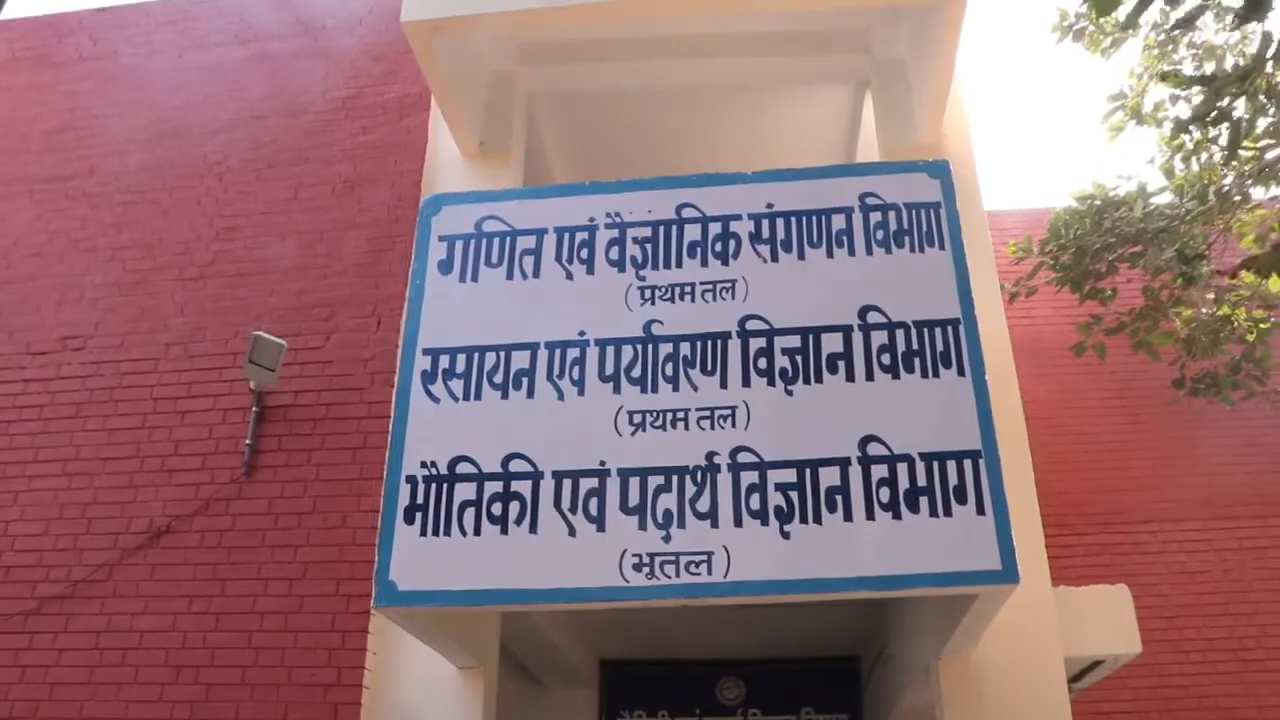 गणित एवं वैज्ञानिक संगणन विभाग
(प्रथम तल)
रसायन एवं पर्यावरण विज्ञान विभाग
(प्रथम तल)
भौतिकी एवं पदार्थ विज्ञान विभाग
(भूतल)